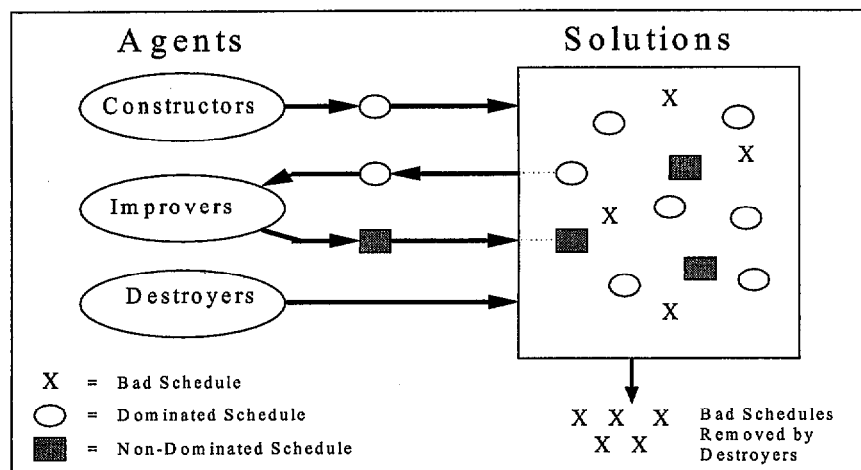 Agents
Solutions
Constructors
X
X
Improvers
X
Destroyers
X
X = Bad Schedule
= Dominated Schedule
= Non-Dominated Schedule
X X X
X X
Bad Schedules
Removed by
Destroyers